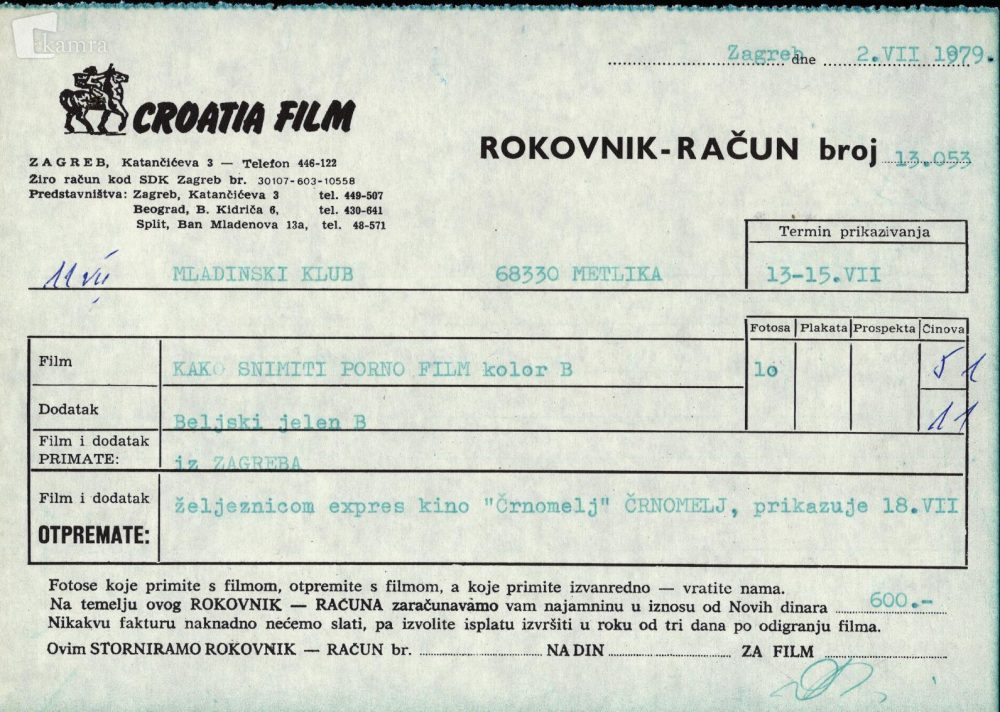 kamra
Zagreb dne 2.VII 1979.
CROATIA FILM
ROKOVNIK-RAČUN broj 13.053
ZAGREB, Katančićeva 3 — Telefon 446-122
Žiro račun kod SDK Zagreb br. 30107-603-10558
Predstavništva: Zagreb, Katančićeva 3 tel. 449-507
Beograd, B. Kidriča 6, tel. 430-641
Split, Ban Mladenova 13a, tel. 48-571
Termin prikazivanja
11 VII MLADINSKI KLUB 68330 METLIKA 13-15.VII
Fotosa Plakata Prospekta Činova
Film KAKO SNIMITI PORNO FILM kolor B lo 5 1
Dodatak Beljski jelen B 1 1
Film i dodatak
PRIMATE: iz ZAGREBA
Film i dodatak
OTPREMATE: željeznicom expres kino "Črnomelj" ČRNOMELJ, prikazuje 18.VII
Fotose koje primite s filmom, otpremite s filmom, a koje primite izvanredno — vratite nama.
Na temelju ovog ROKOVNIK — RAČUNA zaračunavamo vam najamninu u iznosu od Novih dinara 600.-
Nikakvu fakturu naknadno nećemo slati, pa izvolite isplatu izvršiti u roku od tri dana po odigranju filma.
Ovim STORNIRAMO ROKOVNIK — RAČUN br. NA DIN ZA FILM